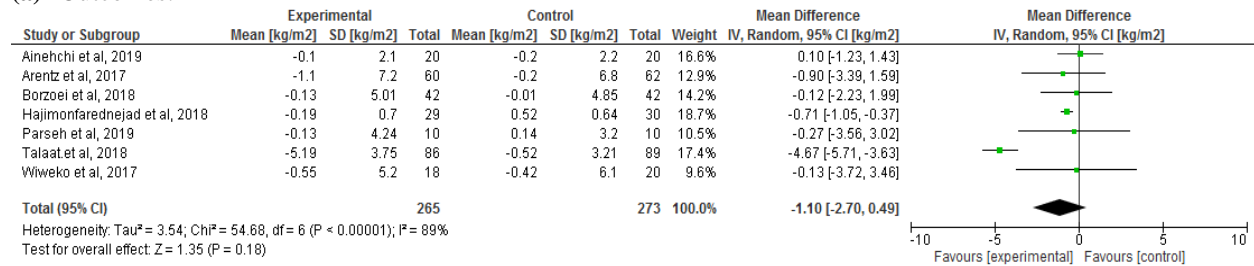 Experimental Control Mean Difference Mean Difference
Study or Subgroup Mean [kg/m2] SD [kg/m2] Total Mean [kg/m2] SD [kg/m2] Total Weight IV, Random, 95% CI [kg/m2] IV, Random, 95% CI [kg/m2]
Ainehchi et al, 2019 -0.1 2.1 20 -0.2 2.2 20 16.6% 0.10 [-1.23, 1.43]
Arentz et al, 2017 -1.1 7.2 60 -0.2 6.8 62 12.9% -0.90 [-3.39, 1.59]
Borzoei et al, 2018 -0.13 5.01 42 -0.01 4.85 42 14.2% -0.12 [-2.23, 1.99]
Hajimonfarednejad et al, 2018 -0.19 0.7 29 0.52 0.64 30 18.7% -0.71 [-1.05, -0.37]
Parseh et al, 2019 -0.13 4.24 10 0.14 3.2 10 10.5% -0.27 [-3.56, 3.02]
Talaat.et al, 2018 -5.19 3.75 86 -0.52 3.21 89 17.4% -4.67 [-5.71, -3.63]
Wiweko et al, 2017 -0.55 5.2 18 -0.42 6.1 20 9.6% -0.13 [-3.72, 3.46]
Total (95% CI) 265 273 100.0% -1.10 [-2.70, 0.49]
Heterogeneity: Tau² = 3.54; Chi² = 54.68, df = 6 (P < 0.00001); I² = 89%
Test for overall effect: Z = 1.35 (P = 0.18)
-10 -5 0 5 10
Favours [experimental] Favours [control]